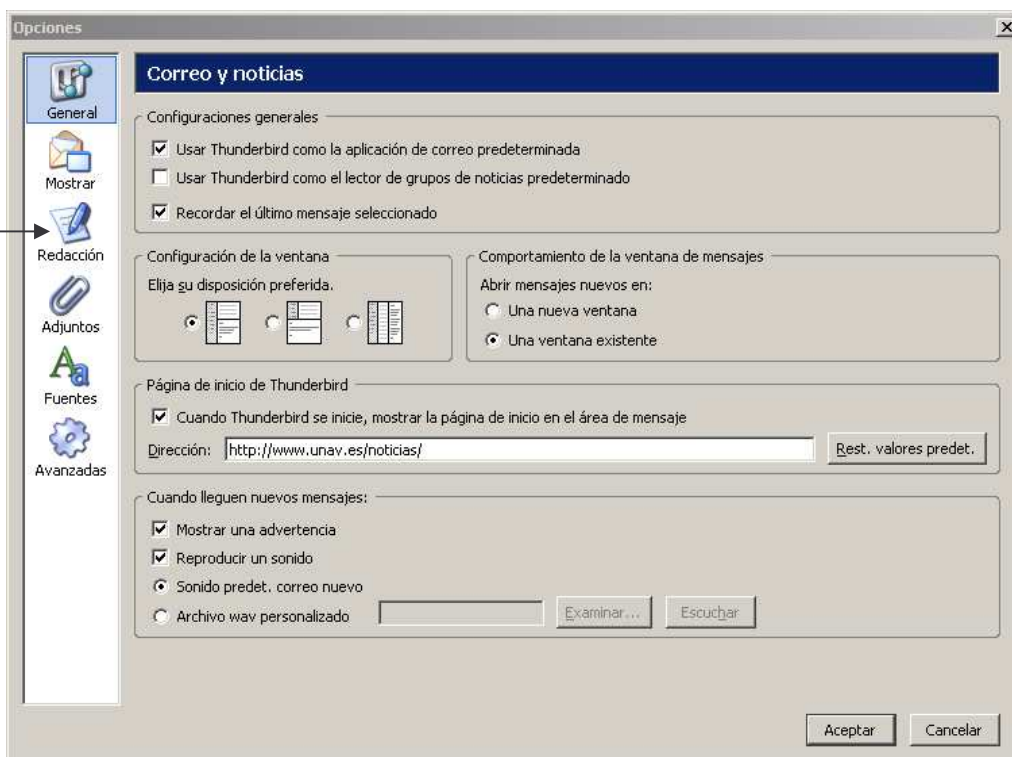 Opciones
General
Mostrar
Redacción
Adjuntos
Fuentes
Avanzadas
Correo y noticias
Configuraciones generales
Usar Thunderbird como la aplicación de correo predeterminada
Usar Thunderbird como el lector de grupos de noticias predeterminado
Recordar el último mensaje seleccionado
Configuración de la ventana
Elija su disposición preferida.
Comportamiento de la ventana de mensajes
Abrir mensajes nuevos en:
Una nueva ventana
Una ventana existente
Página de inicio de Thunderbird
Cuando Thunderbird se inicie, mostrar la página de inicio en el área de mensaje
Dirección: http://www.unav.es/noticias/ Rest. valores predet.
Cuando lleguen nuevos mensajes:
Mostrar una advertencia
Reproducir un sonido
Sonido predet. correo nuevo
Archivo wav personalizado Examinar... Escuchar
Aceptar Cancelar